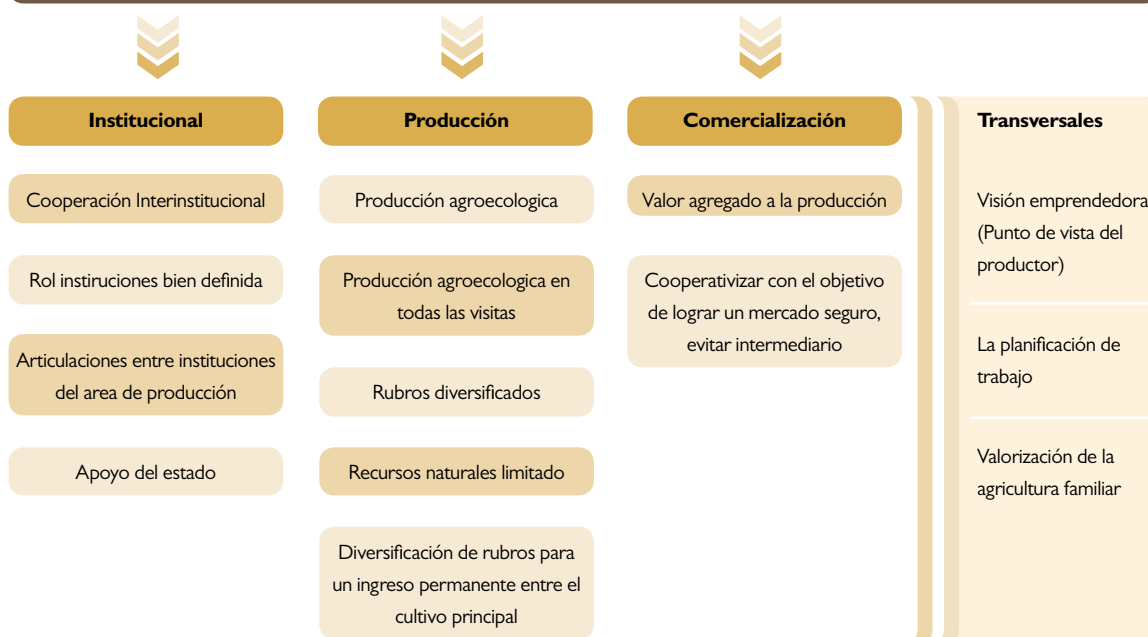 Institucional
Cooperación Interinstitucional
Rol instiruciones bien definida
Articulaciones entre instituciones
del area de producción
Apoyo del estado
Producción
Producción agroecologica
Producción agroecologica en
todas las visitas
Rubros diversificados
Recursos naturales limitado
Diversificación de rubros para
un ingreso permanente entre el
cultivo principal
Comercialización
Valor agregado a la producción
Cooperativizar con el objetivo
de lograr un mercado seguro,
evitar intermediario
Transversales
Visión emprendedora
(Punto de vista del
productor)
La planificación de
trabajo
Valorización de la
agricultura familiar